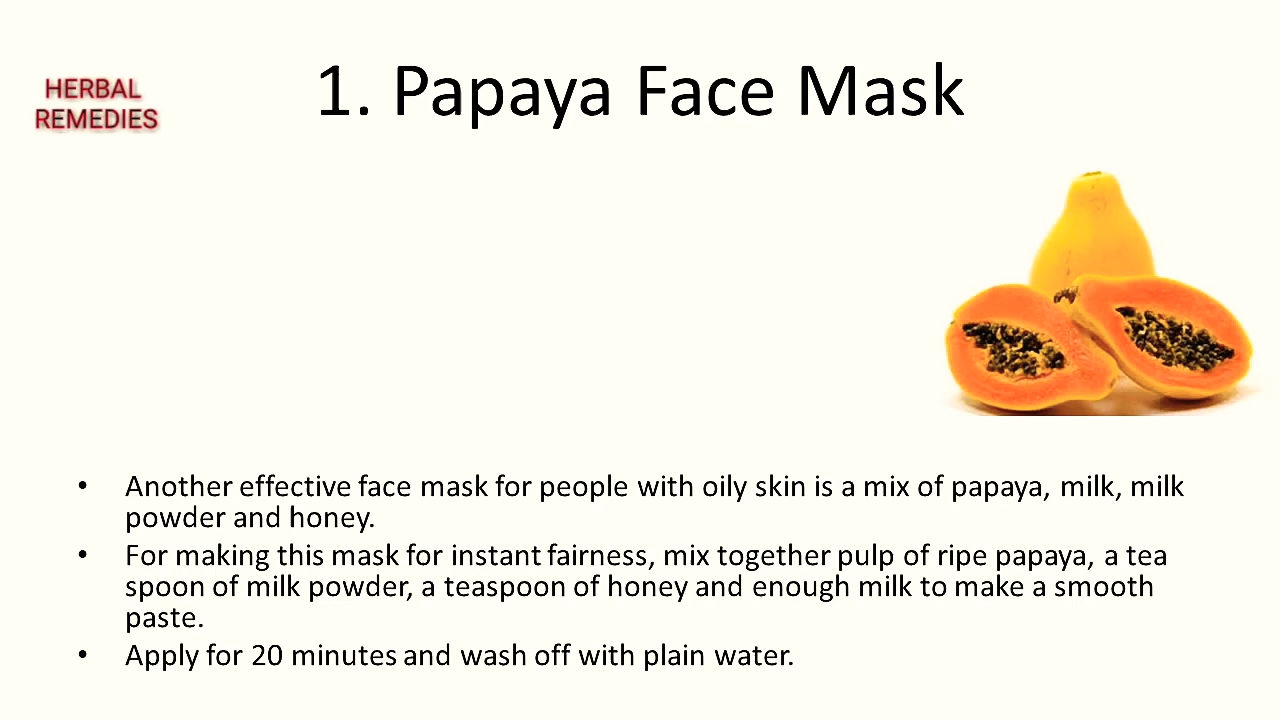 HERBAL
REMEDIES
1. Papaya Face Mask
• Another effective face mask for people with oily skin is a mix of papaya, milk, milk
powder and honey.
• For making this mask for instant fairness, mix together pulp of ripe papaya, a tea
spoon of milk powder, a teaspoon of honey and enough milk to make a smooth
paste.
• Apply for 20 minutes and wash off with plain water.